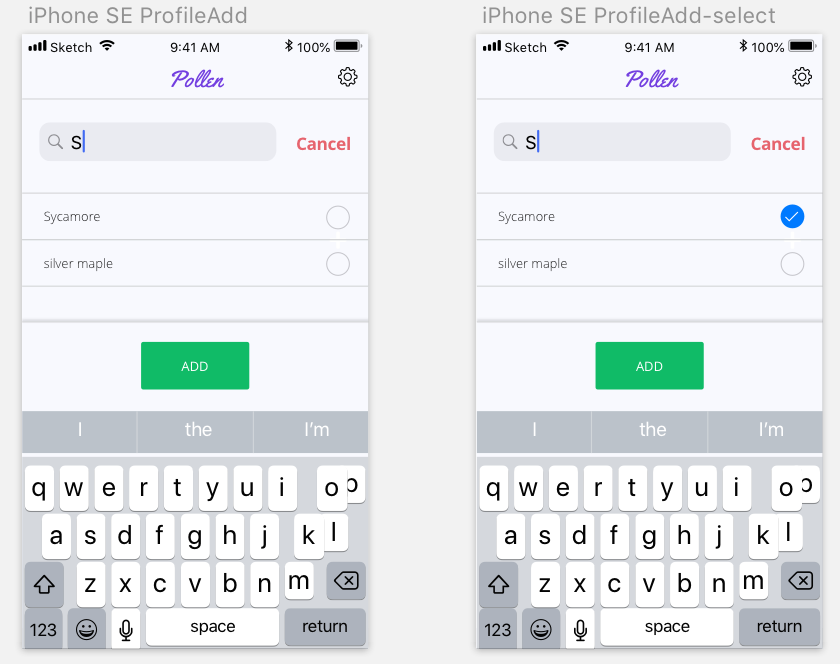 iPhone SE ProfileAdd
Sketch 9:41 AM 100%
Pollen
S
Cancel
Sycamore
silver maple
ADD
I the I'm
q w e r t y u i o p
a s d f g h j k l
z x c v b n m
123 space return
iPhone SE ProfileAdd-select
Sketch 9:41 AM 100%
Pollen
S
Cancel
Sycamore
silver maple
ADD
I the I'm
q w e r t y u i o p
a s d f g h j k l
z x c v b n m
123 space return